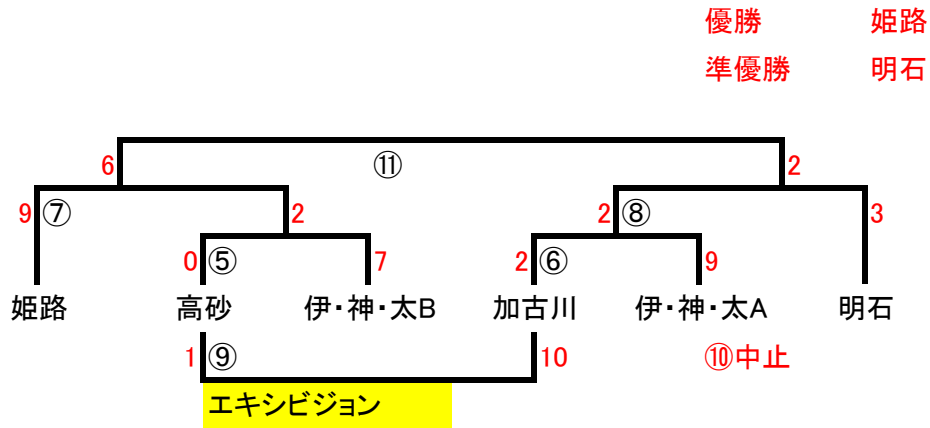 優勝 姫路
準優勝 明石
6 ⑪ 2
9 ⑦ 2 2 ⑧ 3
0 ⑤ 7 2 ⑥ 9
姫路 高砂 伊・神・太B 加古川 伊・神・太A 明石
1 ⑨ 10 ⑩中止
エキシビジョン